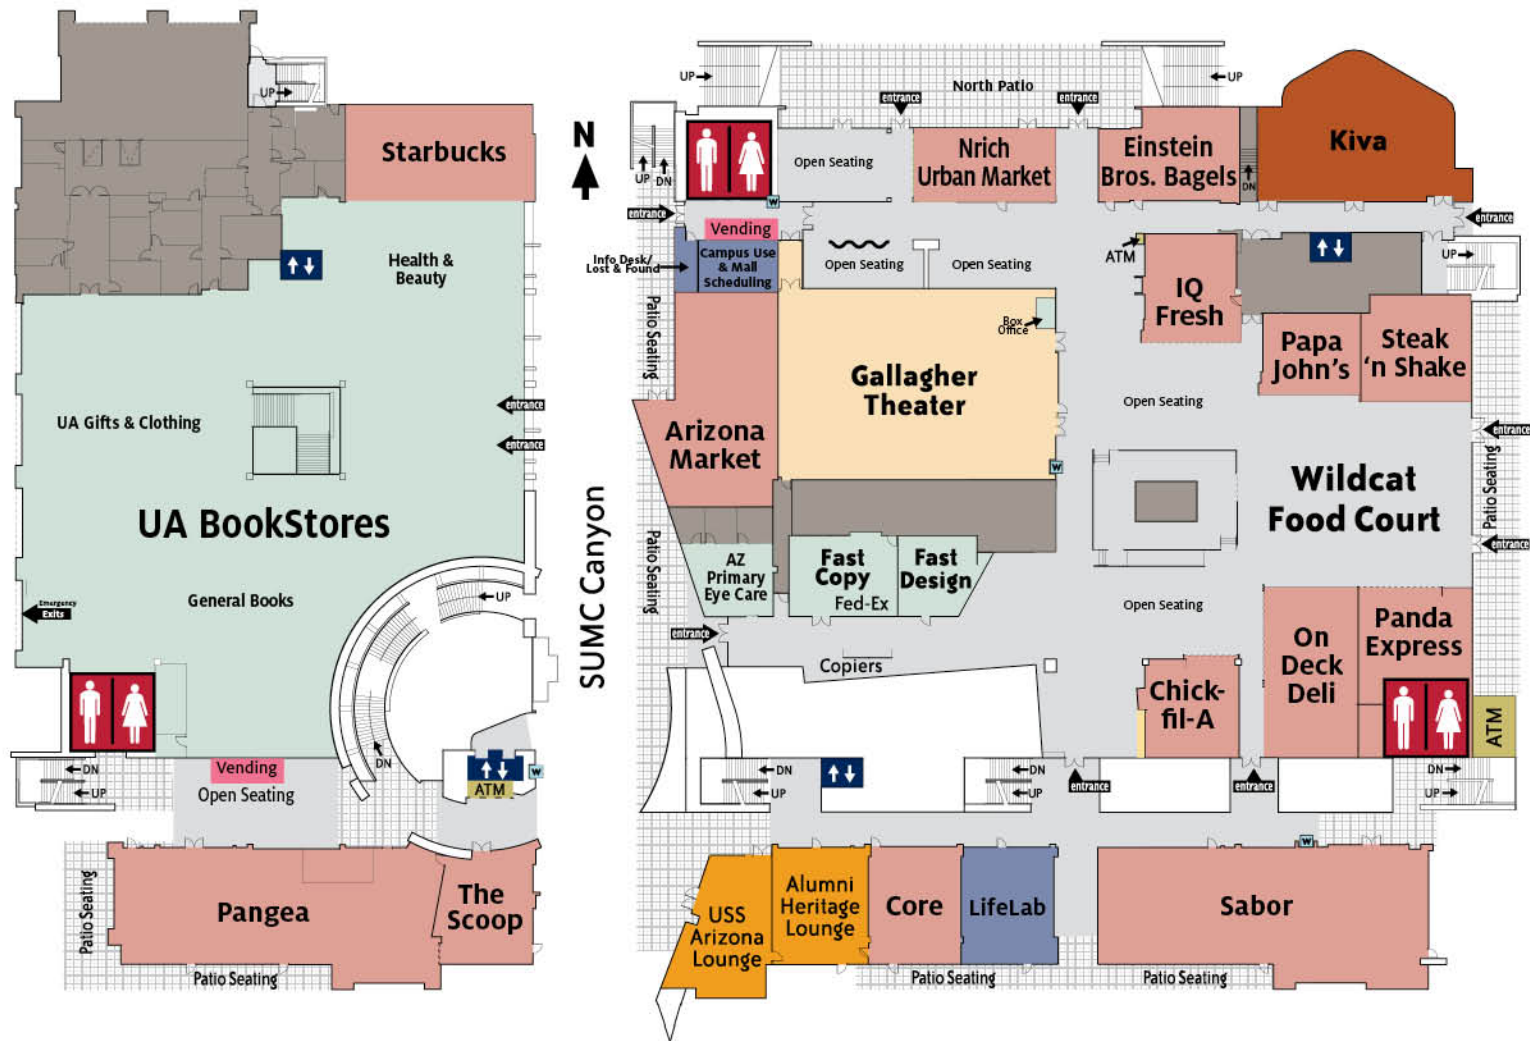 UP
Starbucks
Health &
Beauty
UA Gifts & Clothing
entrance
entrance
UA BookStores
General Books
UP
Emergency
Exits
DN
UP
DN
Vending
Open Seating
ATM
W
Patio Seating
Pangea
The
Scoop
Patio Seating
N
SUMC Canyon
UP
North Patio
UP
entrance
entrance
UP
DN
Open Seating
Nrich
Urban Market
Einstein
Bros. Bagels
DN
Kiva
W
entrance
Vending
entrance
Info Desk/
Lost & Found
Campus Use
& Mall
Scheduling
Open Seating
Open Seating
ATM
UP
IQ
Fresh
Patio Seating
Box
Office
Papa
John's
Steak
'n Shake
Gallagher
Theater
Open Seating
Arizona
Market
entrance
W
Wildcat
Food Court
Patio Seating
Patio Seating
entrance
AZ
Primary
Eye Care
Fast
Copy
Fed-Ex
Fast
Design
Open Seating
entrance
Copiers
On
Deck
Deli
Panda
Express
Chick-
fil-A
ATM
DN
UP
DN
UP
entrance
entrance
DN
UP
W
USS
Arizona
Lounge
Alumni
Heritage
Lounge
Core
LifeLab
Sabor
Patio Seating
Patio Seating